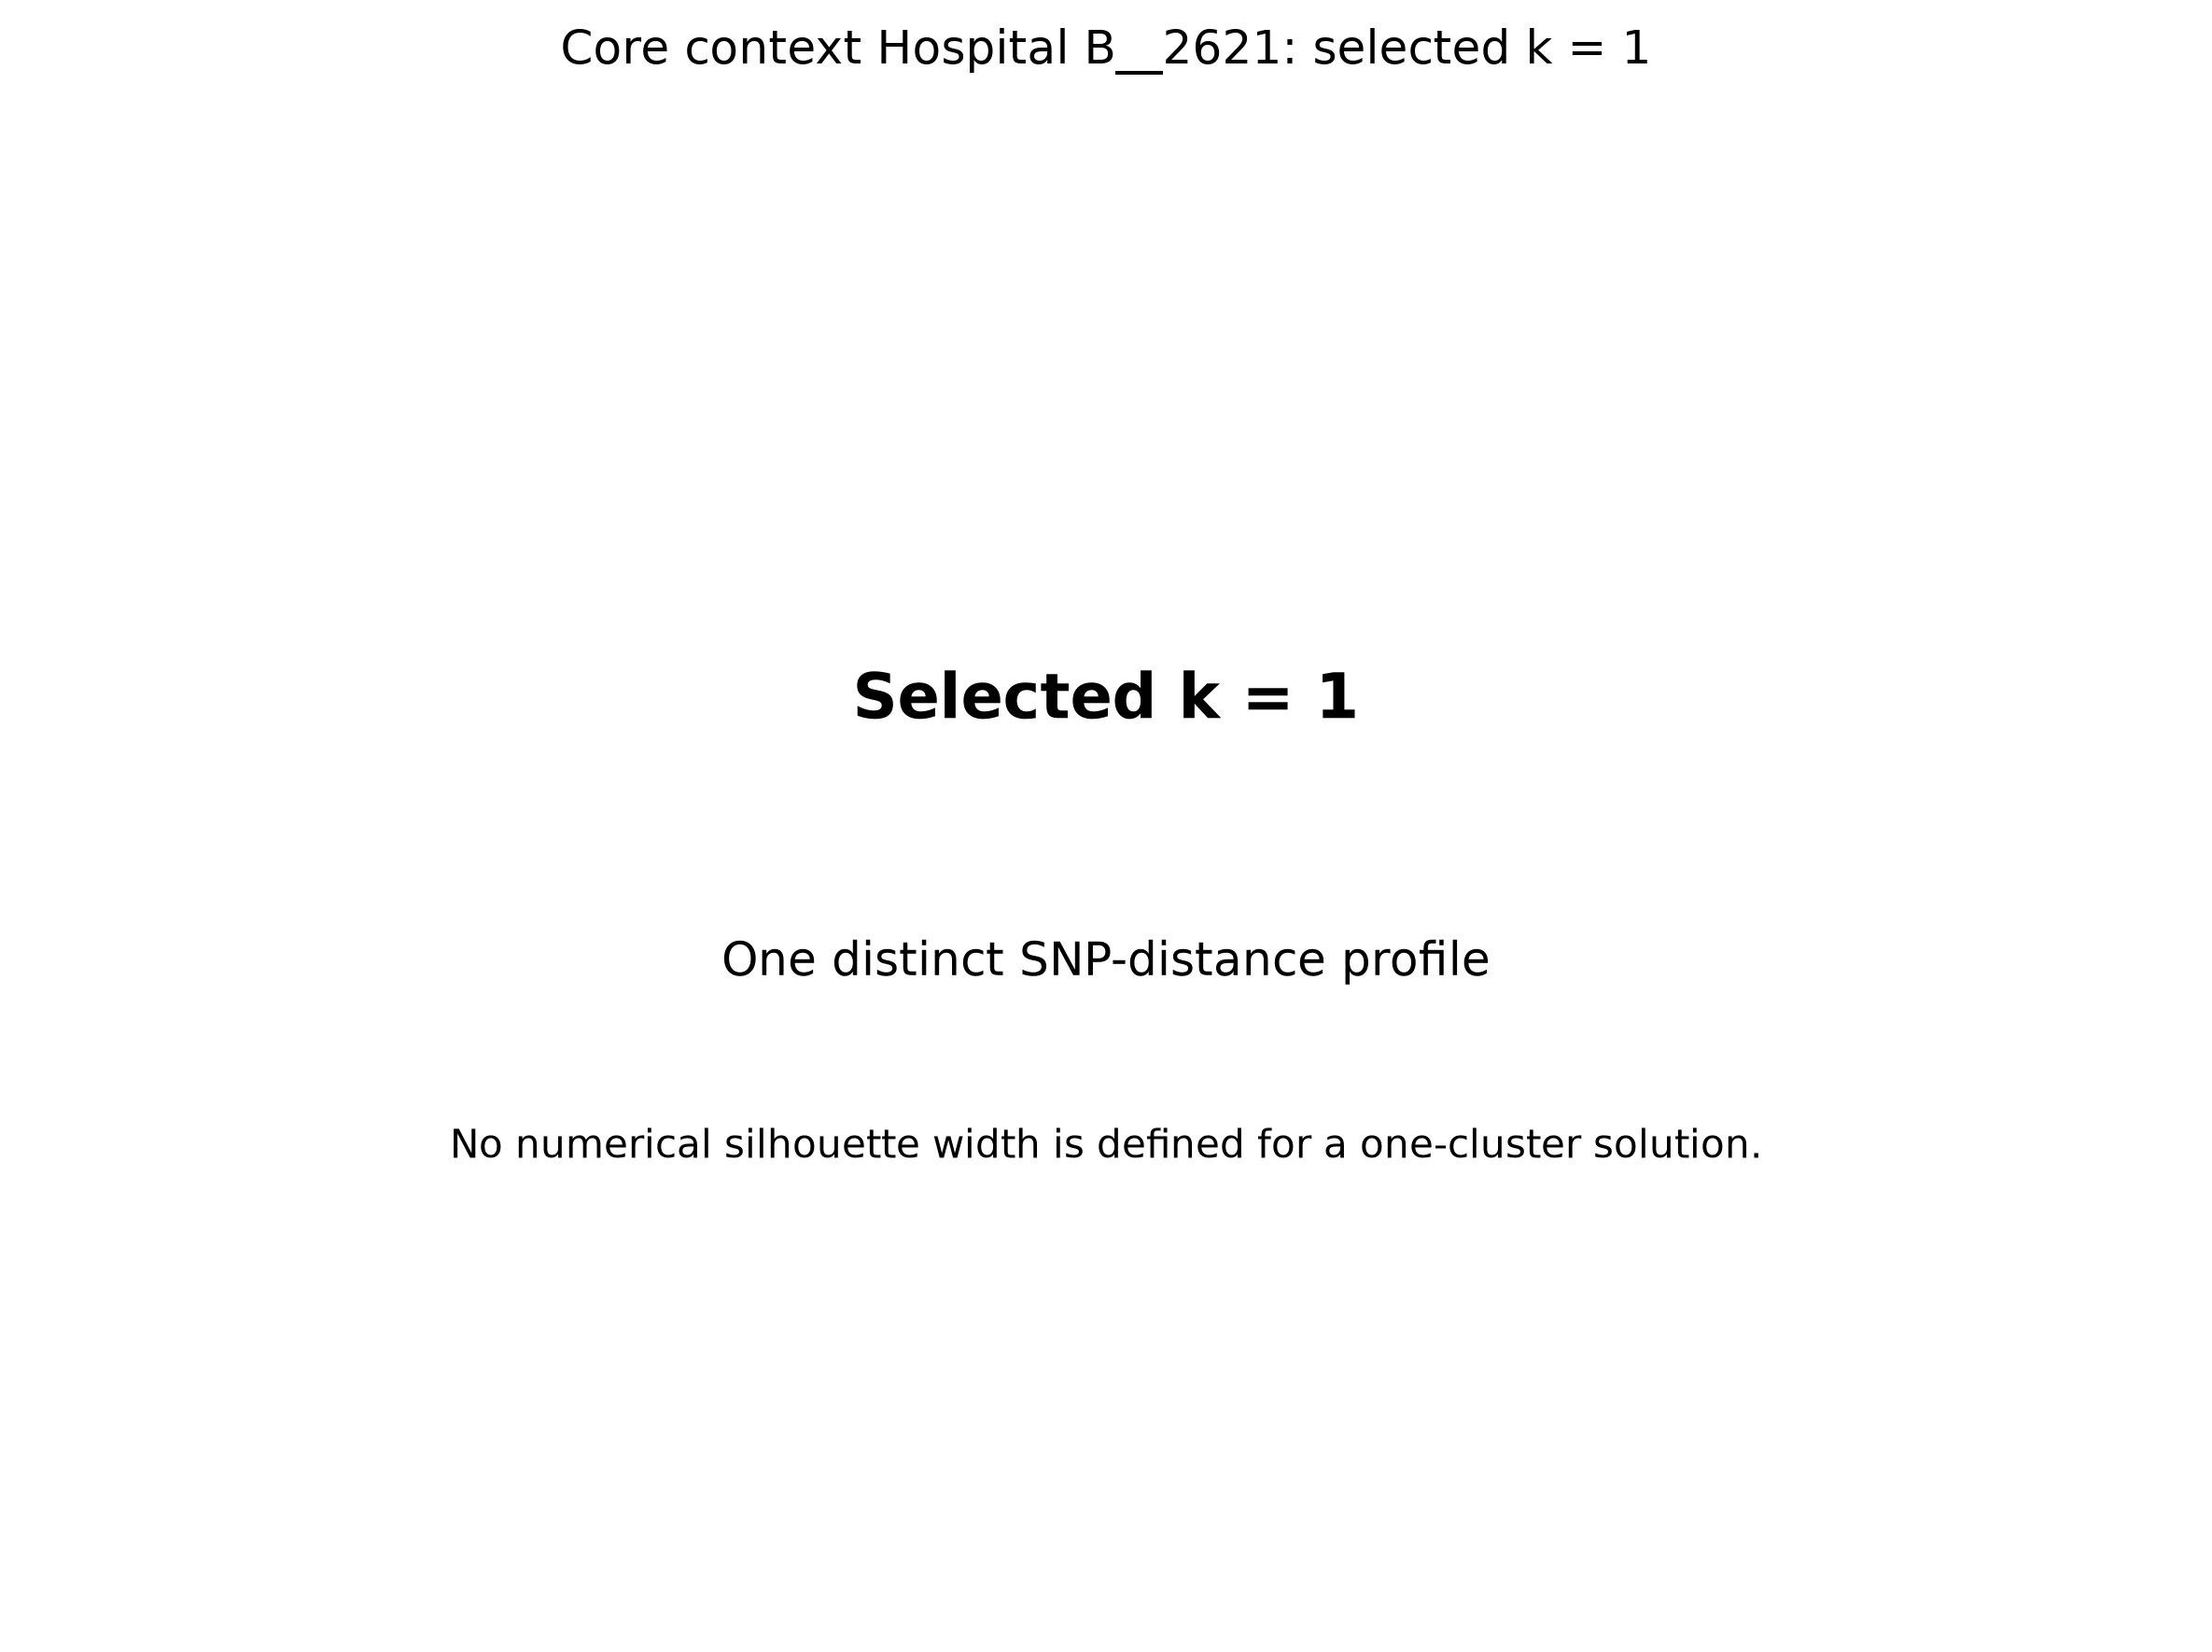 Core context Hospital B__2621: selected k = 1
Selected k = 1
One distinct SNP-distance profile
No numerical silhouette width is defined for a one-cluster solution.